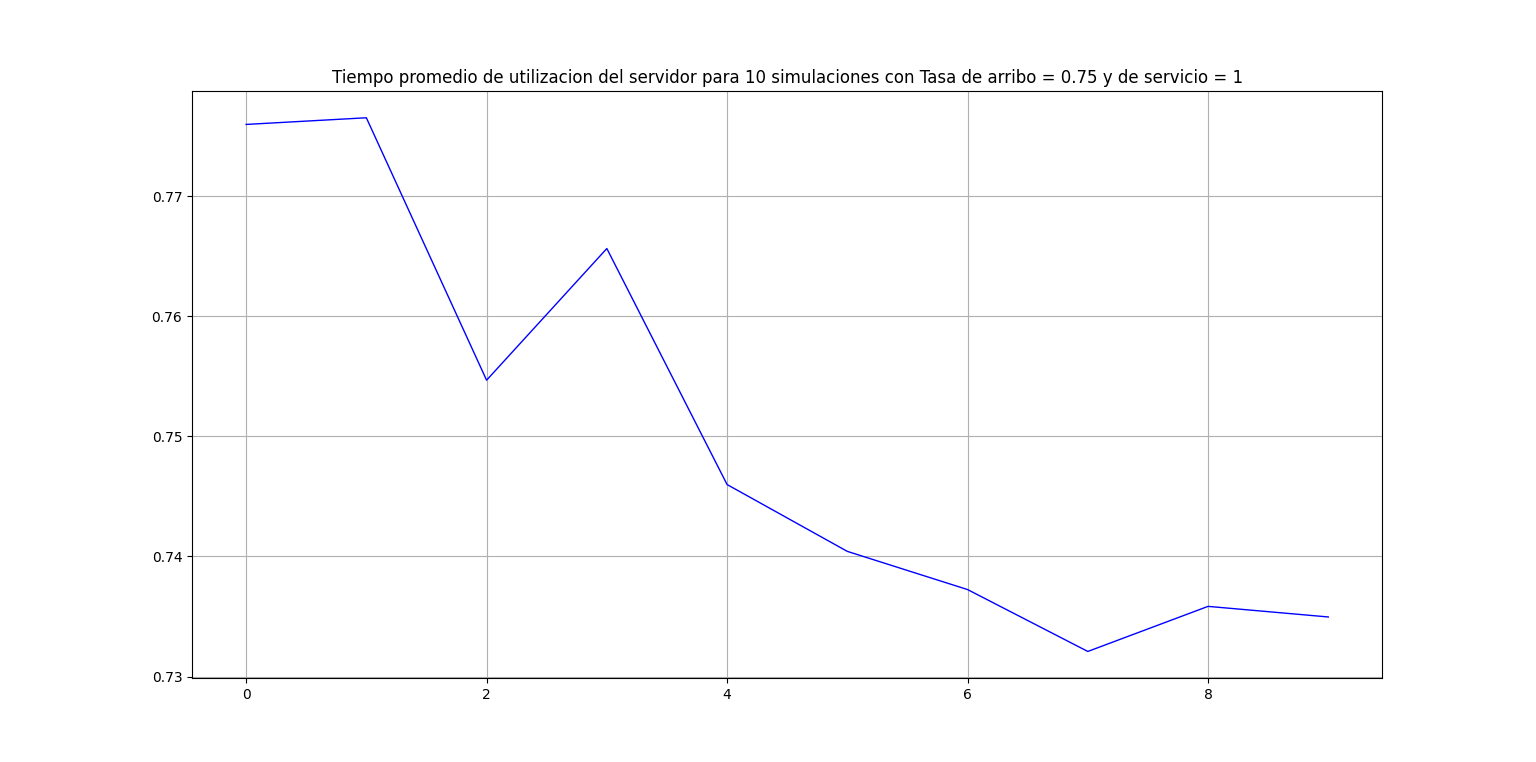 Tiempo promedio de utilizacion del servidor para 10 simulaciones con Tasa de arribo = 0.75 y de servicio = 1
0.77
0.76
0.75
0.74
0.73
0 2 4 6 8